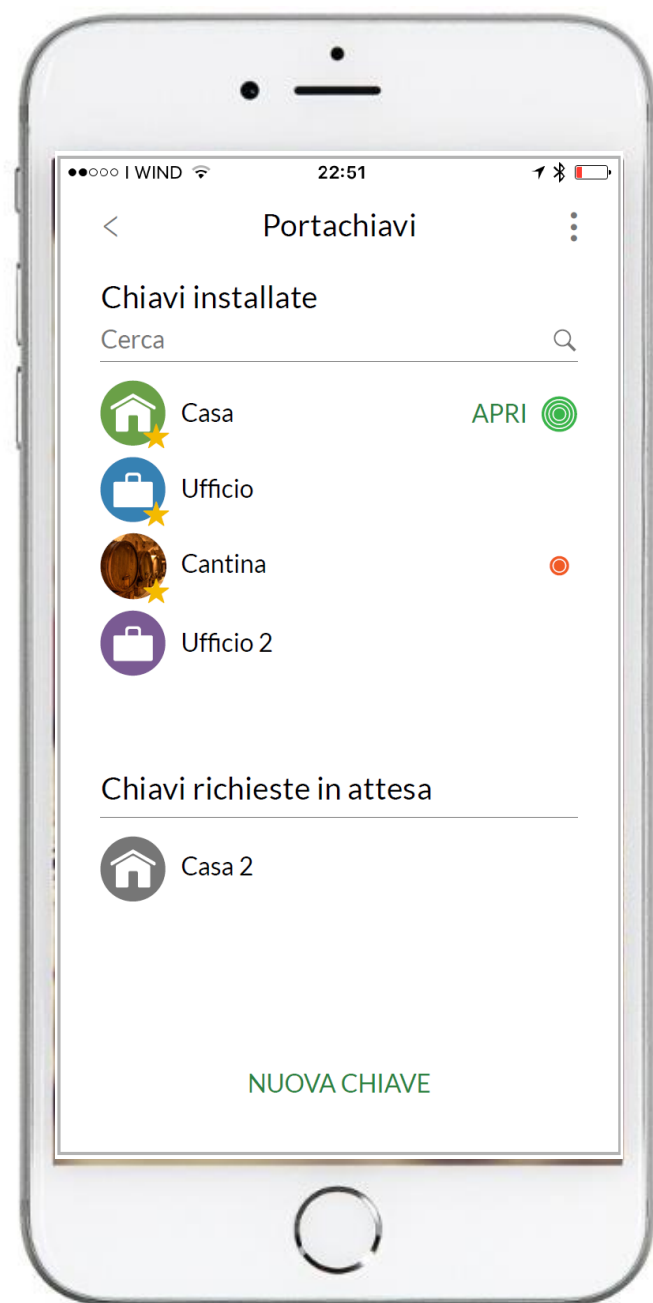 I WIND 22:51
Portachiavi
Chiavi installate
Cerca
Casa APRI
Ufficio
Cantina
Ufficio 2
Chiavi richieste in attesa
Casa 2
NUOVA CHIAVE